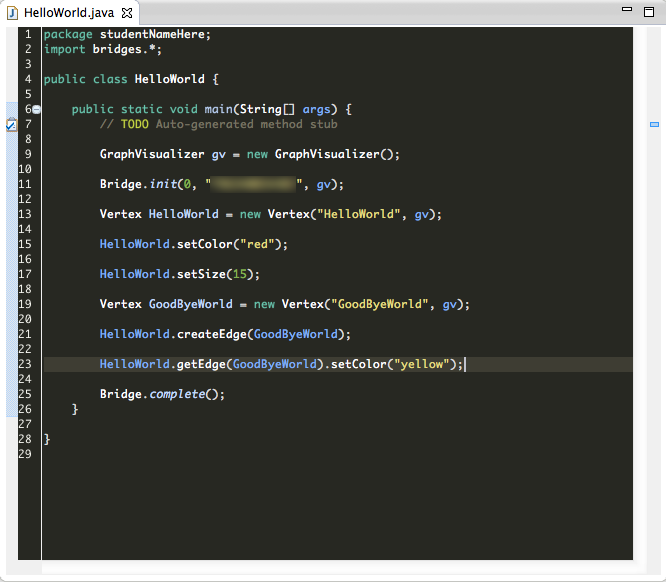 HelloWorld.java
1 package studentNameHere;
2 import bridges.*;
3
4 public class HelloWorld {
5
6 public static void main(String[] args) {
7 // TODO Auto-generated method stub
8
9 GraphVisualizer gv = new GraphVisualizer();
10
11 Bridge.init(0, "", gv);
12
13 Vertex HelloWorld = new Vertex("HelloWorld", gv);
14
15 HelloWorld.setColor("red");
16
17 HelloWorld.setSize(15);
18
19 Vertex GoodByeWorld = new Vertex("GoodByeWorld", gv);
20
21 HelloWorld.createEdge(GoodByeWorld);
22
23 HelloWorld.getEdge(GoodByeWorld).setColor("yellow");
24
25 Bridge.complete();
26 }
27
28 }
29